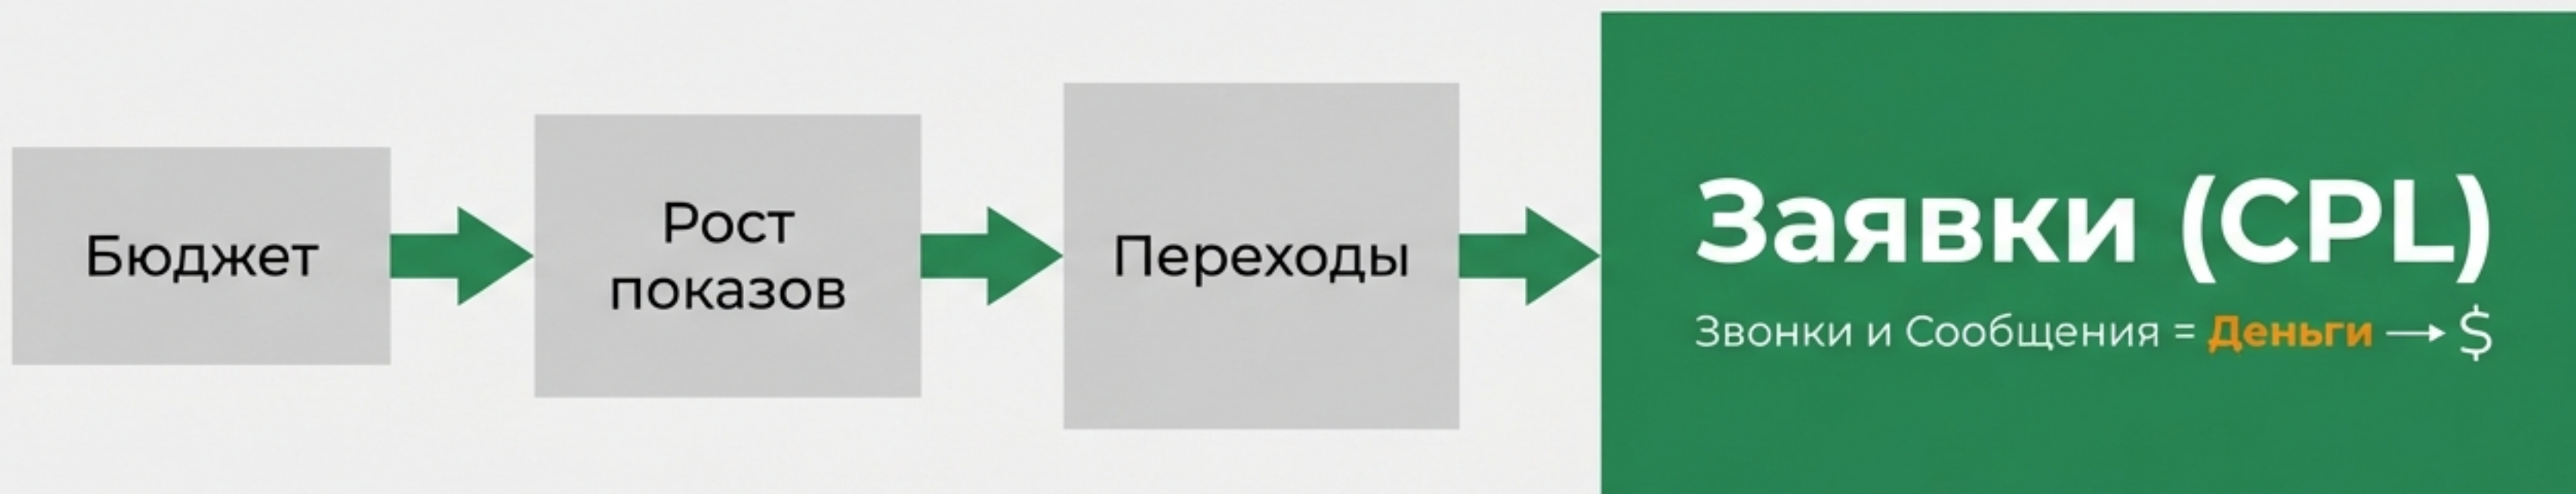 Бюджет
Рост
показов
Переходы
Заявки (CPL)
Звонки и Сообщения = Деньги → $